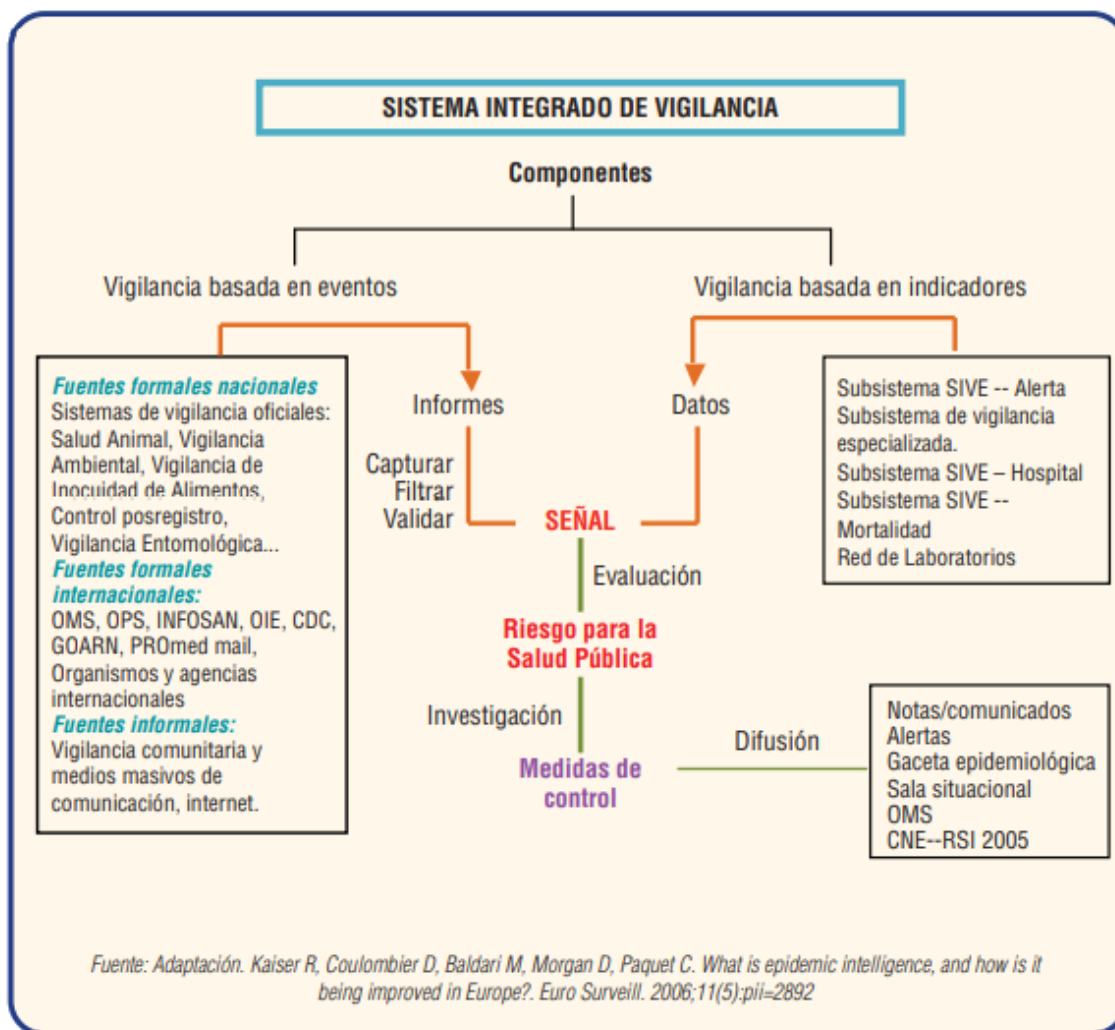 SISTEMA INTEGRADO DE VIGILANCIA
Componentes
Vigilancia basada en eventos
Vigilancia basada en indicadores
Fuentes formales nacionales
Sistemas de vigilancia oficiales:
Salud Animal, Vigilancia
Ambiental, Vigilancia de
Inocuidad de Alimentos,
Control posregistro,
Vigilancia Entomológica...
Fuentes formales
internacionales:
OMS, OPS, INFOSAN, OIE, CDC,
GOARN, PROmed mail,
Organismos y agencias
internacionales
Fuentes informales:
Vigilancia comunitaria y
medios masivos de
comunicación, internet.
Informes
Datos
Capturar
Filtrar
Validar
SEÑAL
Evaluación
Riesgo para la
Salud Pública
Investigación
Medidas de
control
Difusión
Subsistema SIVE -- Alerta
Subsistema de vigilancia
especializada.
Subsistema SIVE – Hospital
Subsistema SIVE --
Mortalidad
Red de Laboratorios
Notas/comunicados
Alertas
Gaceta epidemiológica
Sala situacional
OMS
CNE--RSI 2005
Fuente: Adaptación. Kaiser R, Coulombier D, Baldari M, Morgan D, Paquet C. What is epidemic intelligence, and how is it
being improved in Europe?. Euro Surveill. 2006;11(5):pii=2892